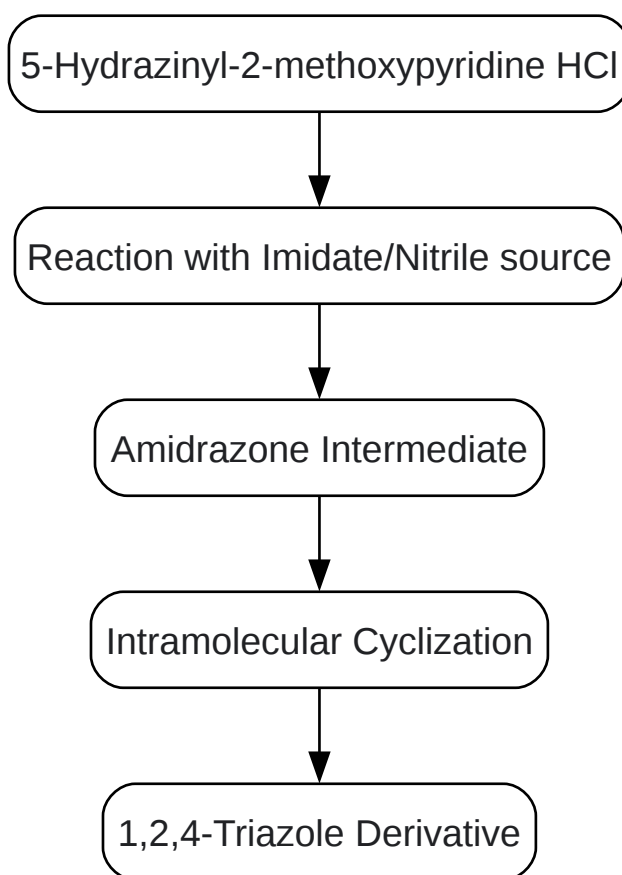 5-Hydrazinyl-2-methoxypyridine HCl
Reaction with Imidate/Nitrile source
Amidrazone Intermediate
Intramolecular Cyclization
1,2,4-Triazole Derivative